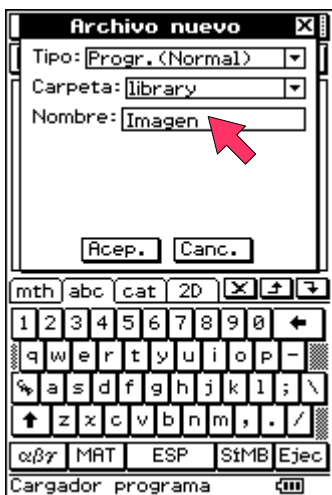 Archivo nuevo
Tipo: Progr.(Normal)
Carpeta: library
Nombre: Imagen
Acep. Canc.
mth abc cat 2D
1 2 3 4 5 6 7 8 9 0
q w e r t y u i o p -
a s d f g h j k l ; \
z x c v b n m , . /
αβγ MAT ESP SíMB Ejec
Cargador programa